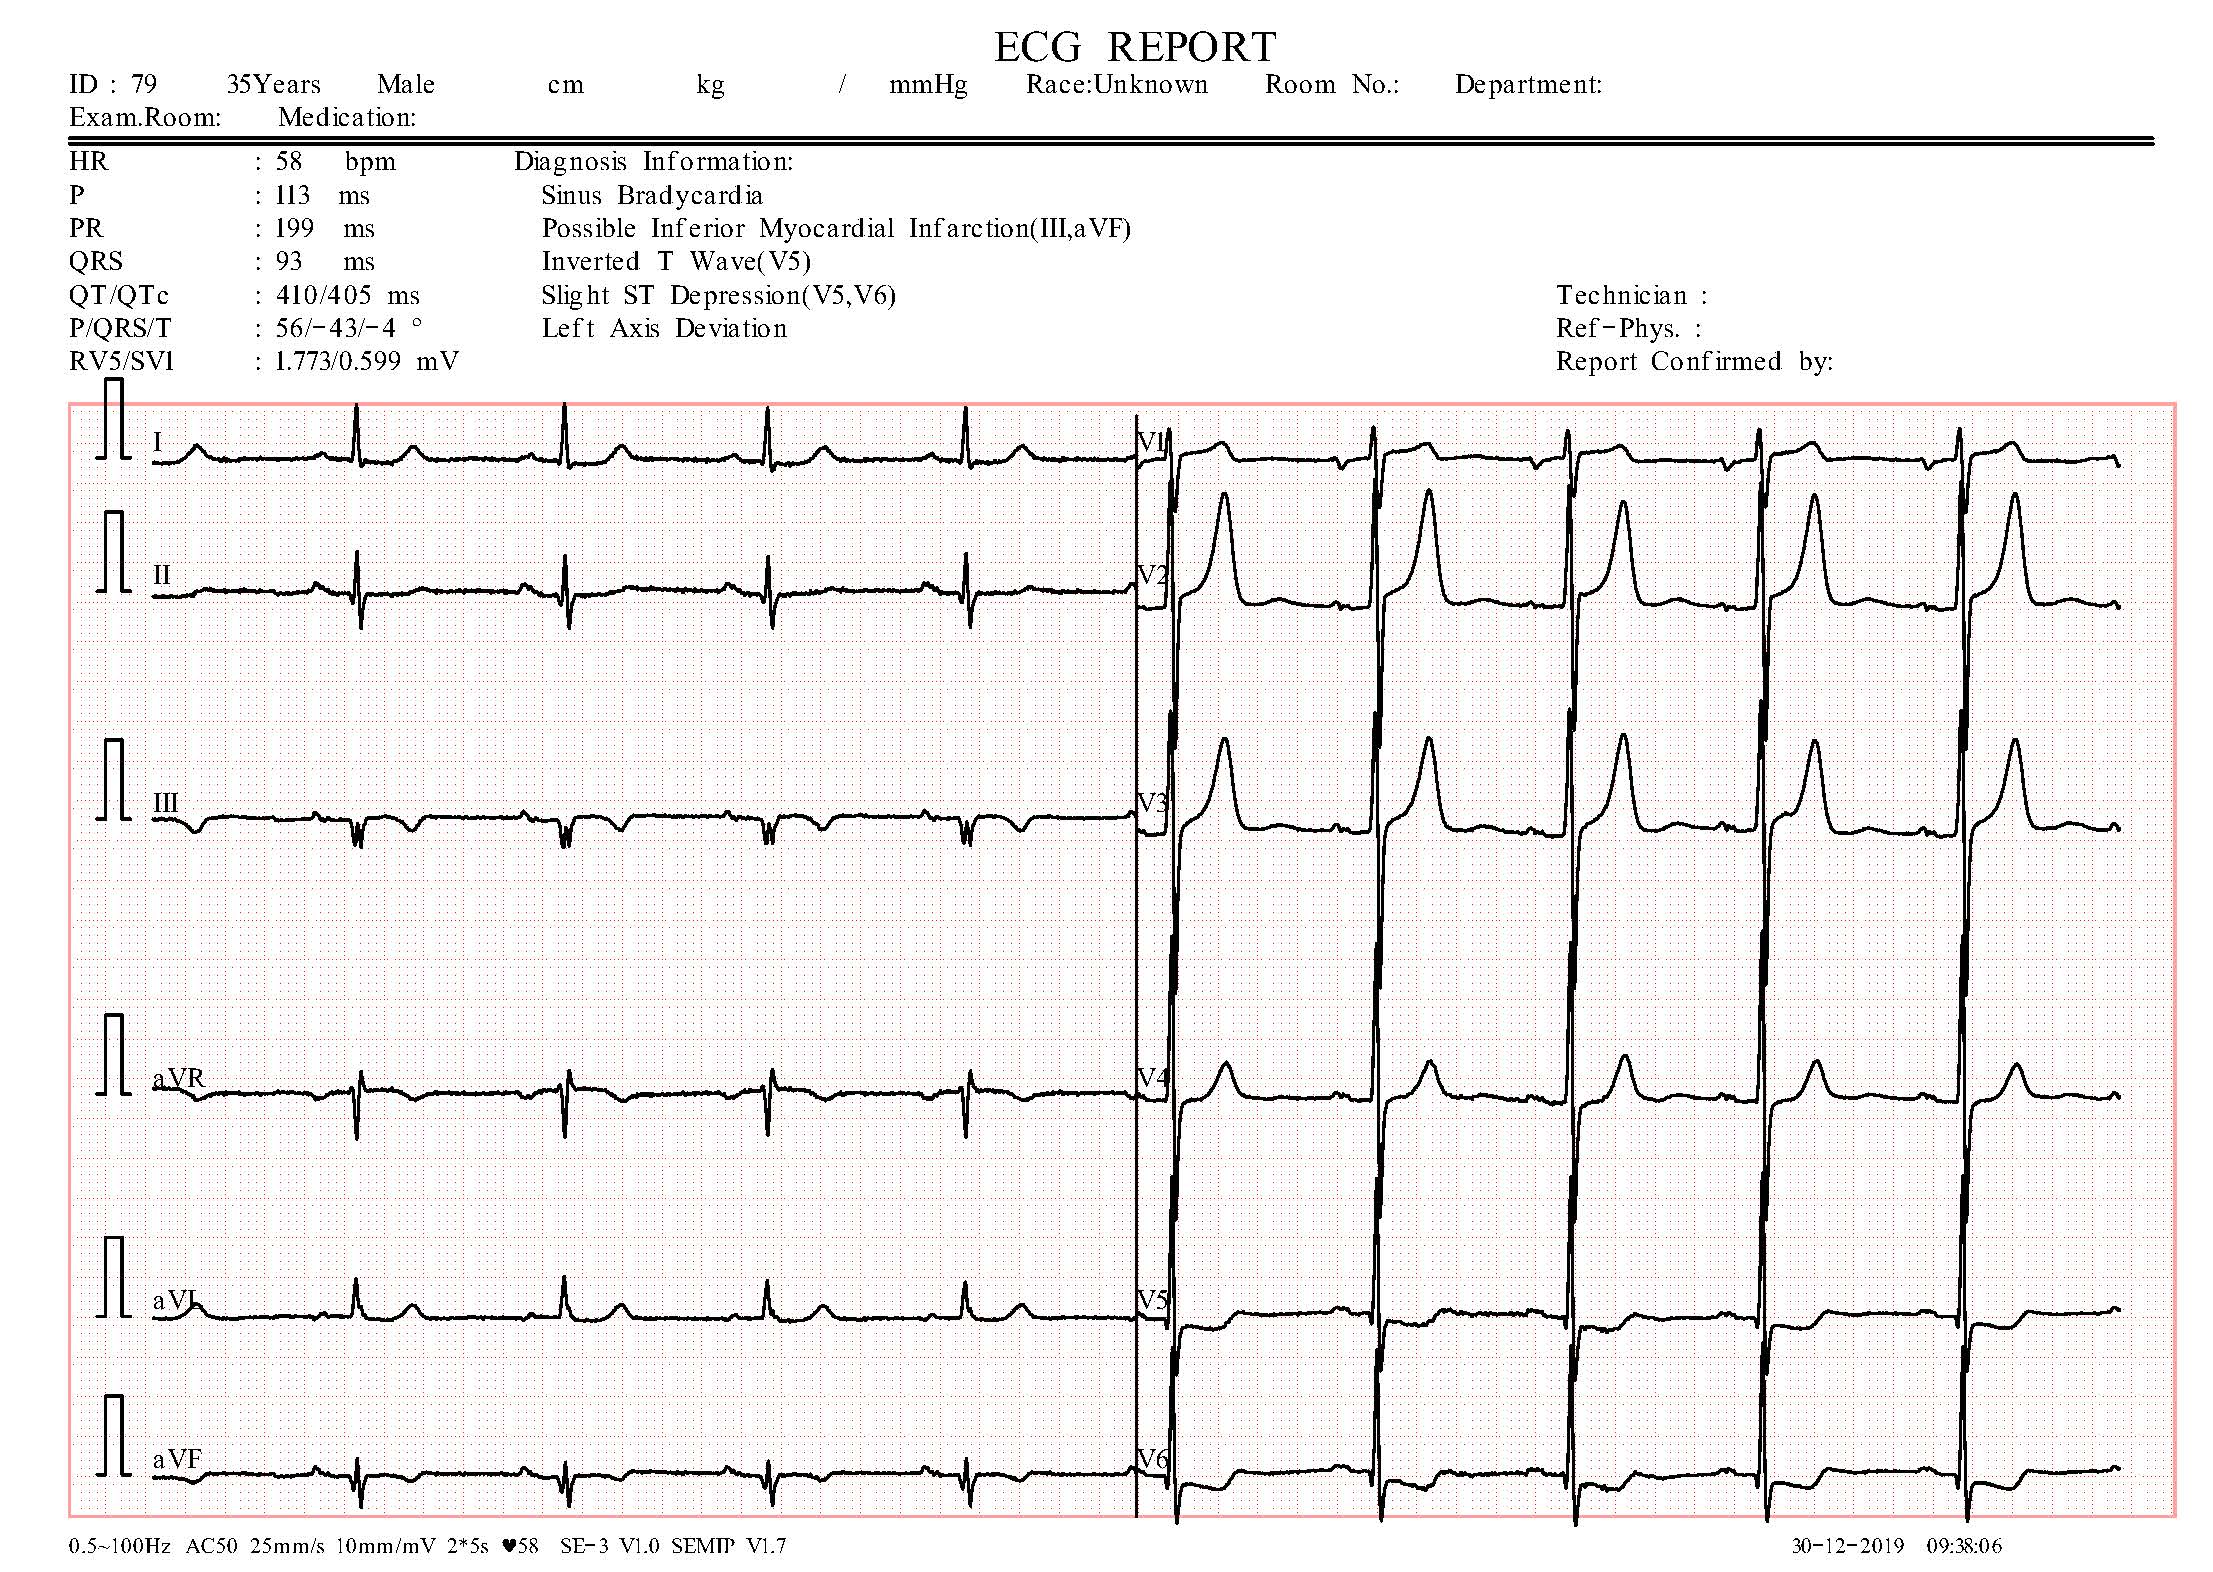 ECG REPORT
ID : 79 35Years Male cm kg / mmHg Race:Unknown Room No.: Department:
Exam.Room: Medication:
HR : 58 bpm Diagnosis Information:
P : 113 ms Sinus Bradycardia
PR : 199 ms Possible Inferior Myocardial Infarction(III,aVF)
QRS : 93 ms Inverted T Wave(V5)
QT/QTc : 410/405 ms Slight ST Depression(V5,V6) Technician :
P/QRS/T : 56/-43/-4 ° Left Axis Deviation Ref-Phys. :
RV5/SV1 : 1.773/0.599 mV Report Confirmed by:
I V1
II V2
III V3
aVR V4
aVL V5
aVF V6
0.5~100Hz AC50 25mm/s 10mm/mV 2*5s ♥58 SE-3 V1.0 SEMIP V1.7 30-12-2019 09:38:06